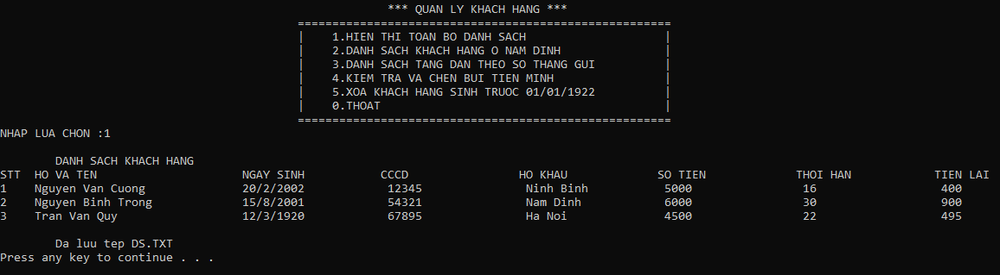 *** QUAN LY KHACH HANG ***
======================================================
|    1.HIEN THI TOAN BO DANH SACH                    |
|    2.DANH SACH KHACH HANG O NAM DINH               |
|    3.DANH SACH TANG DAN THEO SO THANG GUI          |
|    4.KIEM TRA VA CHEN BUI TIEN MINH                |
|    5.XOA KHACH HANG SINH TRUOC 01/01/1922          |
|    0.THOAT                                         |
======================================================
NHAP LUA CHON :1
DANH SACH KHACH HANG
STT  HO VA TEN                     NGAY SINH           CCCD                HO KHAU             SO TIEN             THOI HAN            TIEN LAI
1    Nguyen Van Cuong              20/2/2002            12345               Ninh Binh           5000                16                  400
2    Nguyen Binh Trong             15/8/2001            54321               Nam Dinh            6000                30                  900
3    Tran Van Quy                  12/3/1920            67895               Ha Noi              4500                22                  495
Da luu tep DS.TXT
Press any key to continue . . .